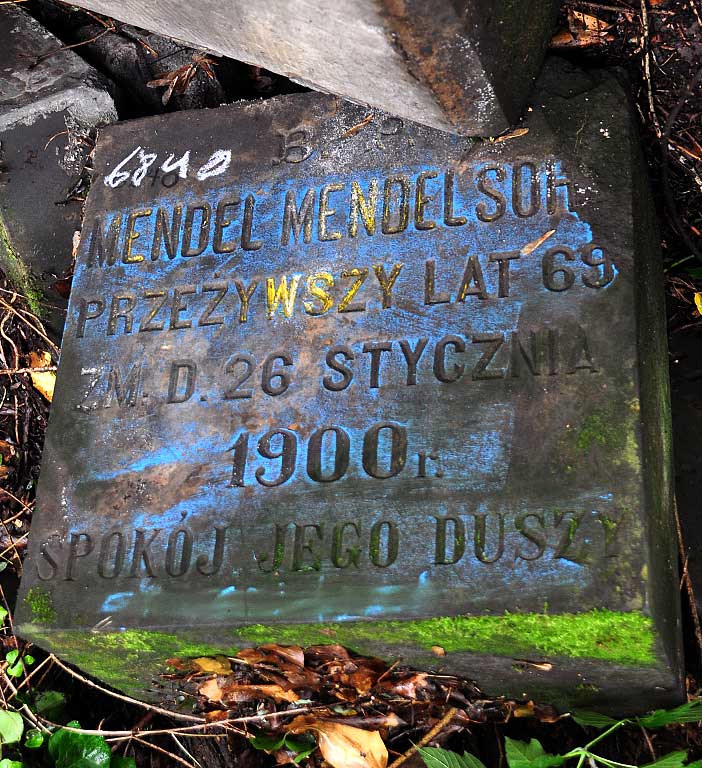 6840
Ś. P.
MENDEL MENDELSOH
PRZEŻYWSZY LAT 69
ZM. D. 26 STYCZNIA
1900 r.
SPOKÓJ JEGO DUSZY